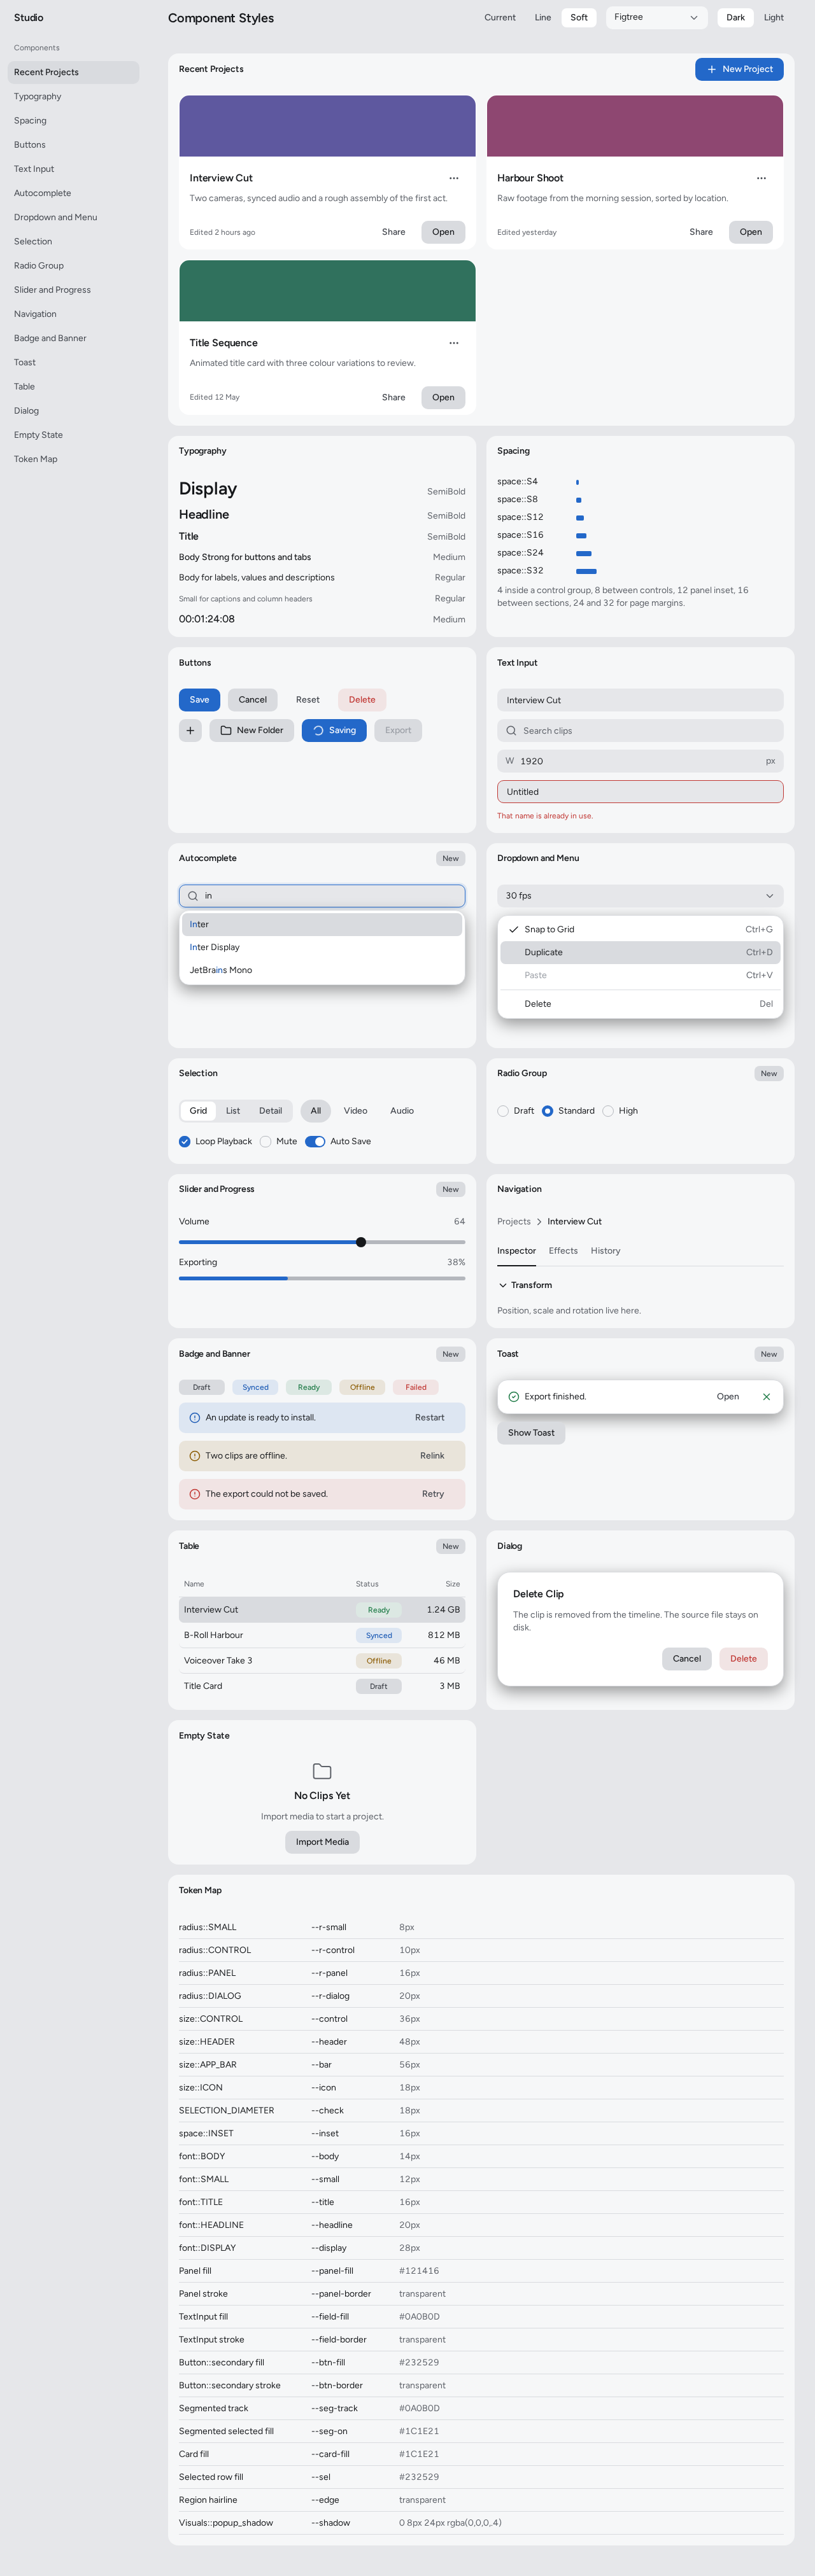 Studio
Components
Recent Projects
Typography
Spacing
Buttons
Text Input
Autocomplete
Dropdown and Menu
Selection
Radio Group
Slider and Progress
Navigation
Badge and Banner
Toast
Table
Dialog
Empty State
Token Map
Component Styles
Current Line Soft Figtree Dark Light
Recent Projects
New Project
Interview Cut
Two cameras, synced audio and a rough assembly of the first act.
Edited 2 hours ago Share Open
Harbour Shoot
Raw footage from the morning session, sorted by location.
Edited yesterday Share Open
Title Sequence
Animated title card with three colour variations to review.
Edited 12 May Share Open
Typography
Display SemiBold
Headline SemiBold
Title SemiBold
Body Strong for buttons and tabs Medium
Body for labels, values and descriptions Regular
Small for captions and column headers Regular
00:01:24:08 Medium
Spacing
space::S4
space::S8
space::S12
space::S16
space::S24
space::S32
4 inside a control group, 8 between controls, 12 panel inset, 16
between sections, 24 and 32 for page margins.
Buttons
Save Cancel Reset Delete
New Folder Saving Export
Text Input
Interview Cut
Search clips
W 1920 px
Untitled
That name is already in use.
Autocomplete New
in
Inter
Inter Display
JetBrains Mono
Dropdown and Menu
30 fps
Snap to Grid Ctrl+G
Duplicate Ctrl+D
Paste Ctrl+V
Delete Del
Selection
Grid List Detail All Video Audio
Loop Playback Mute Auto Save
Radio Group New
Draft Standard High
Slider and Progress New
Volume 64
Exporting 38%
Navigation
Projects Interview Cut
Inspector Effects History
Transform
Position, scale and rotation live here.
Badge and Banner New
Draft Synced Ready Offline Failed
An update is ready to install. Restart
Two clips are offline. Relink
The export could not be saved. Retry
Toast New
Export finished. Open
Show Toast
Table New
Name Status Size
Interview Cut Ready 1.24 GB
B-Roll Harbour Synced 812 MB
Voiceover Take 3 Offline 46 MB
Title Card Draft 3 MB
Dialog
Delete Clip
The clip is removed from the timeline. The source file stays on
disk.
Cancel Delete
Empty State
No Clips Yet
Import media to start a project.
Import Media
Token Map
radius::SMALL --r-small 8px
radius::CONTROL --r-control 10px
radius::PANEL --r-panel 16px
radius::DIALOG --r-dialog 20px
size::CONTROL --control 36px
size::HEADER --header 48px
size::APP_BAR --bar 56px
size::ICON --icon 18px
SELECTION_DIAMETER --check 18px
space::INSET --inset 16px
font::BODY --body 14px
font::SMALL --small 12px
font::TITLE --title 16px
font::HEADLINE --headline 20px
font::DISPLAY --display 28px
Panel fill --panel-fill #121416
Panel stroke --panel-border transparent
TextInput fill --field-fill #0A0B0D
TextInput stroke --field-border transparent
Button::secondary fill --btn-fill #232529
Button::secondary stroke --btn-border transparent
Segmented track --seg-track #0A0B0D
Segmented selected fill --seg-on #1C1E21
Card fill --card-fill #1C1E21
Selected row fill --sel #232529
Region hairline --edge transparent
Visuals::popup_shadow --shadow 0 8px 24px rgba(0,0,0,.4)